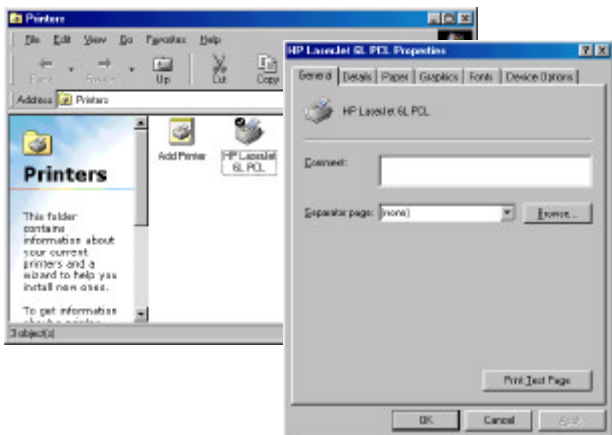 Printers
File Edit View Go Favorites Help
Back Up Cut Copy
Address Printers
Printers
This folder
contains
information about
your current
printers and a
wizard to help you
install new ones.
To get information
about a printer
3 object(s)
Add Printer
HP LaserJet
6L PCL
HP LaserJet 6L PCL Properties
General Details Paper Graphics Fonts Device Options
HP LaserJet 6L PCL
Comment:
Separator page: (none) Browse...
Print Test Page
OK Cancel Apply